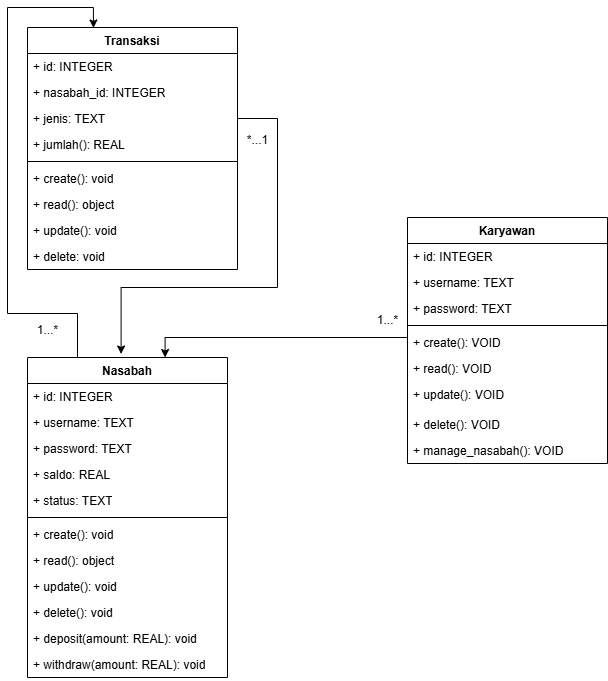 Transaksi
+ id: INTEGER
+ nasabah_id: INTEGER
+ jenis: TEXT
+ jumlah(): REAL
+ create(): void
+ read(): object
+ update(): void
+ delete: void
*...1
Karyawan
+ id: INTEGER
+ username: TEXT
+ password: TEXT
+ create(): VOID
+ read(): VOID
+ update(): VOID
+ delete(): VOID
+ manage_nasabah(): VOID
1...*
1...*
Nasabah
+ id: INTEGER
+ username: TEXT
+ password: TEXT
+ saldo: REAL
+ status: TEXT
+ create(): void
+ read(): object
+ update(): void
+ delete(): void
+ deposit(amount: REAL): void
+ withdraw(amount: REAL): void